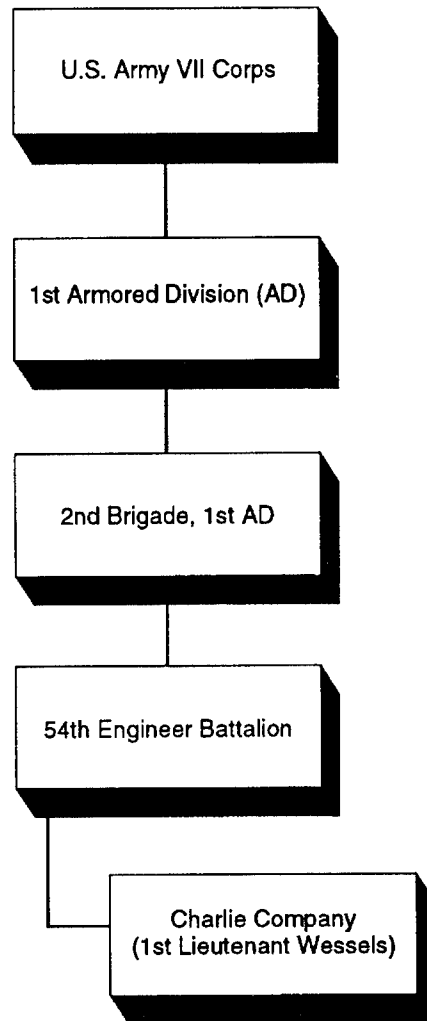 U.S. Army VII Corps
1st Armored Division (AD)
2nd Brigade, 1st AD
54th Engineer Battalion
Charlie Company
(1st Lieutenant Wessels)